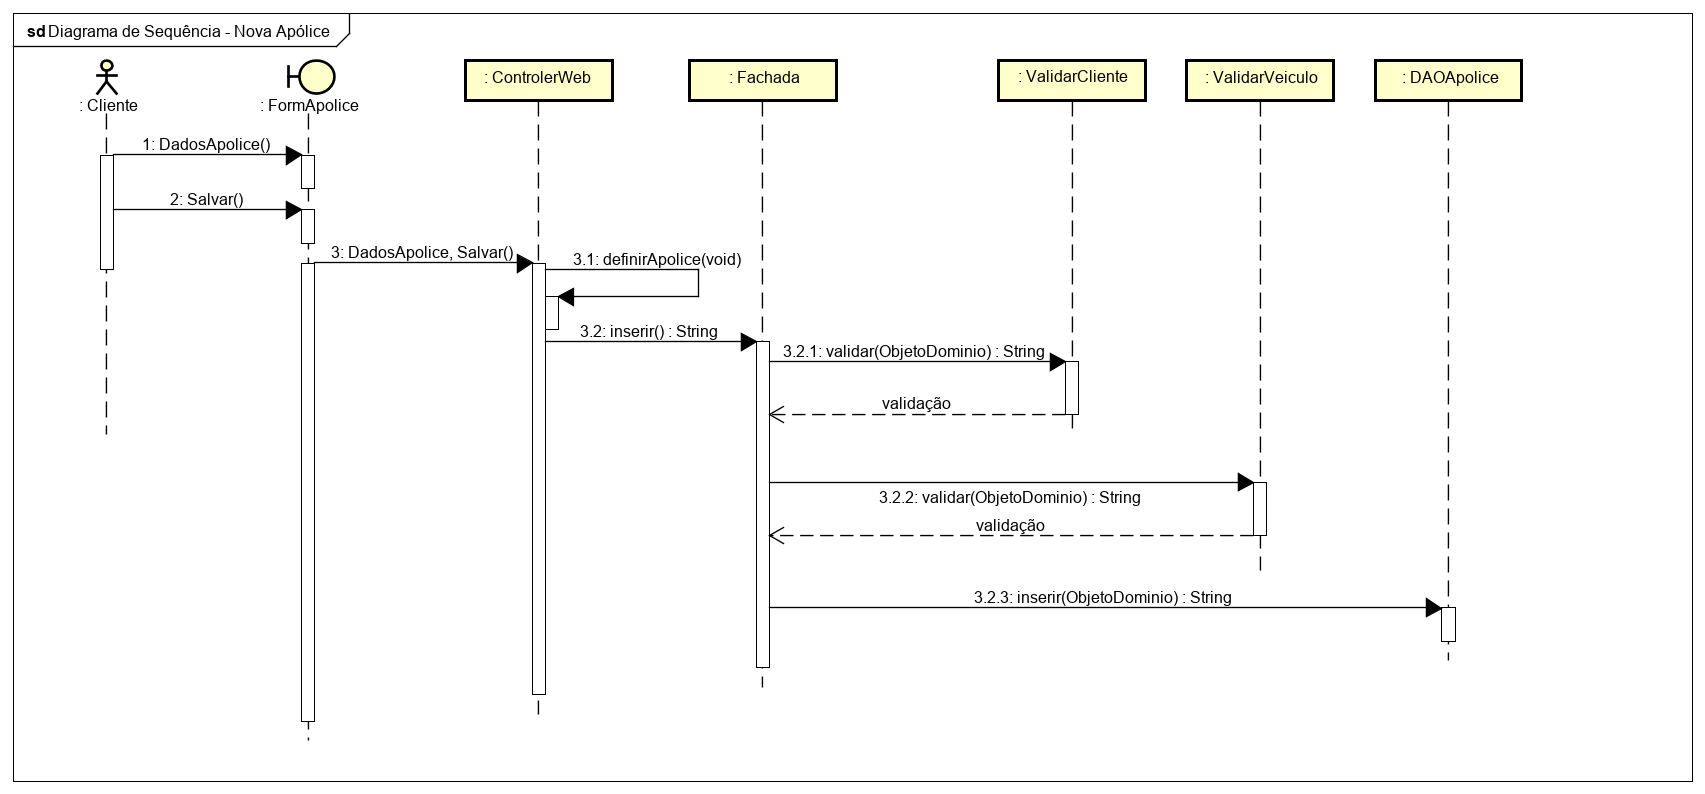 sd Diagrama de Sequência - Nova Apólice
: Cliente
: FormApolice
: ControlerWeb
: Fachada
: ValidarCliente
: ValidarVeiculo
: DAOApolice
1: DadosApolice()
2: Salvar()
3: DadosApolice, Salvar()
3.1: definirApolice(void)
3.2: inserir() : String
3.2.1: validar(ObjetoDominio) : String
validação
3.2.2: validar(ObjetoDominio) : String
validação
3.2.3: inserir(ObjetoDominio) : String